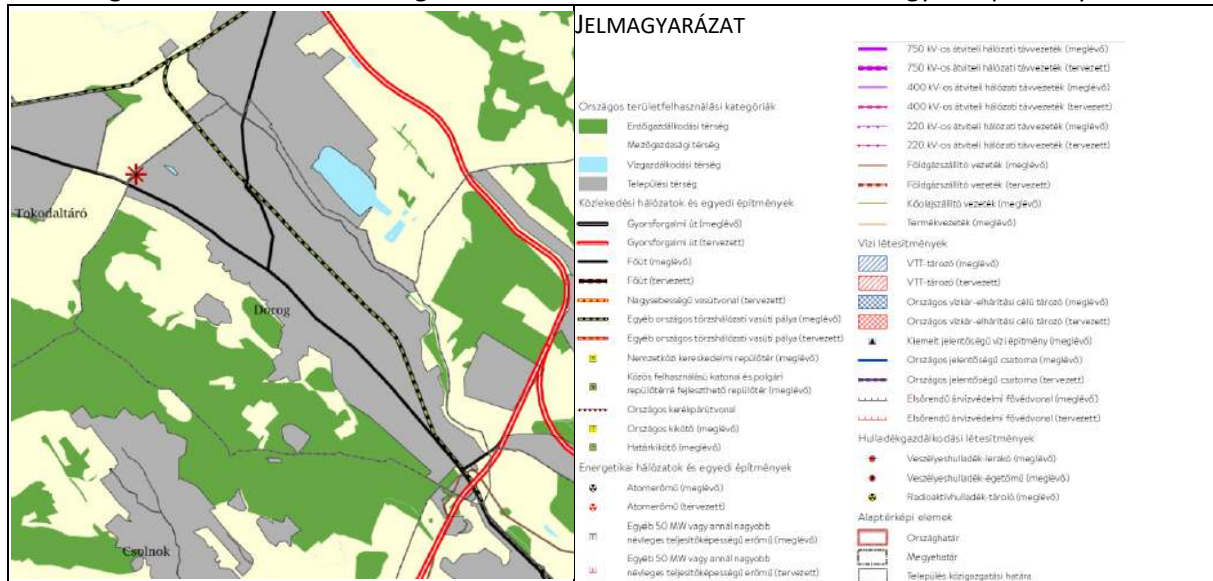 Tokodaltáró
Dorog
Csolnok
JELMAGYARÁZAT
Országos területfelhasználási kategóriák
Erdőgazdálkodási térség
Mezőgazdasági térség
Vízgazdálkodási térség
Települési térség
Közlekedési hálózatok és egyedi építmények
Gyorsforgalmi út (meglévő)
Gyorsforgalmi út (tervezett)
Főút (meglévő)
Főút (tervezett)
Nagysebességű vasútvonal (tervezett)
Egyéb országos törzshálózati vasúti pálya (meglévő)
Egyéb országos törzshálózati vasúti pálya (tervezett)
Nemzetközi kereskedelmi repülőtér (meglévő)
Közös felhasználású katonai és polgári
repülőtérré fejleszthető repülőtér (meglévő)
Országos kerékpárútvonal
Országos kikötő (meglévő)
Határkikötő (meglévő)
Energetikai hálózatok és egyedi építmények
Atomerőmű (meglévő)
Atomerőmű (tervezett)
Egyéb 50 MW vagy annál nagyobb
névleges teljesítőképességű erőmű (meglévő)
Egyéb 50 MW vagy annál nagyobb
névleges teljesítőképességű erőmű (tervezett)
750 kV-os átviteli hálózati távvezeték (meglévő)
750 kV-os átviteli hálózati távvezeték (tervezett)
400 kV-os átviteli hálózati távvezeték (meglévő)
400 kV-os átviteli hálózati távvezeték (tervezett)
220 kV-os átviteli hálózati távvezeték (meglévő)
220 kV-os átviteli hálózati távvezeték (tervezett)
Földgázszállító vezeték (meglévő)
Földgázszállító vezeték (tervezett)
Kőolajszállító vezeték (meglévő)
Termékvezeték (meglévő)
Vízi létesítmények
VTT-tározó (meglévő)
VTT-tározó (tervezett)
Országos vízkár-elhárítási célú tározó (meglévő)
Országos vízkár-elhárítási célú tározó (tervezett)
Kiemelt jelentőségű vízi építmény (meglévő)
Országos jelentőségű csatorna (meglévő)
Országos jelentőségű csatorna (tervezett)
Elsőrendű árvízvédelmi fővédvonal (meglévő)
Elsőrendű árvízvédelmi fővédvonal (tervezett)
Hulladékgazdálkodási létesítmények
Veszélyeshulladék-lerakó (meglévő)
Veszélyeshulladék-égetőmű (meglévő)
Radioaktívhulladék-tároló (meglévő)
Alaptérképi elemek
Országhatár
Megyehatár
Település közigazgatási határa